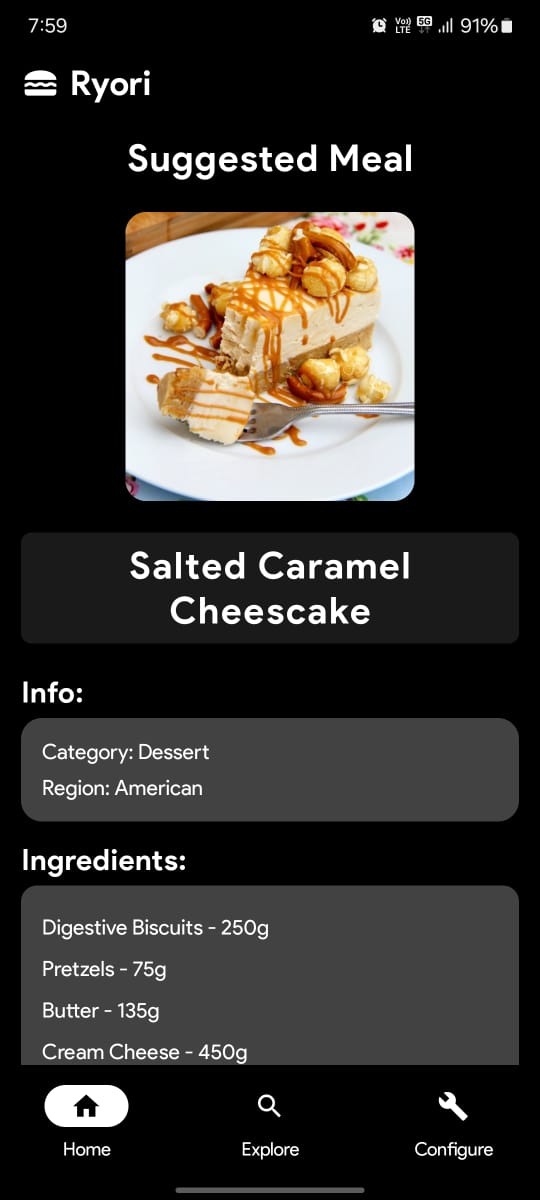 7:59
Vo))
LTE
5G
91%
Ryori
Suggested Meal
Salted Caramel
Cheescake
Info:
Category: Dessert
Region: American
Ingredients:
Digestive Biscuits - 250g
Pretzels - 75g
Butter - 135g
Cream Cheese - 450g
Home
Explore
Configure